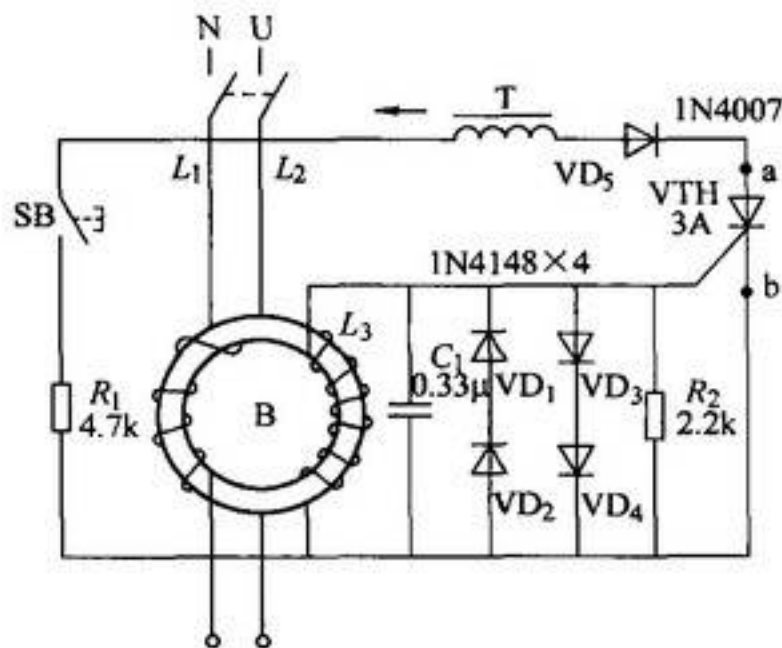 N U
T
1N4007
L₁
L₂
VD₅
a
VTH
3A
SB
1N4148×4
b
L₃
C₁
0.33μ
VD₁
VD₃
R₂
2.2k
R₁
4.7k
B
VD₂
VD₄